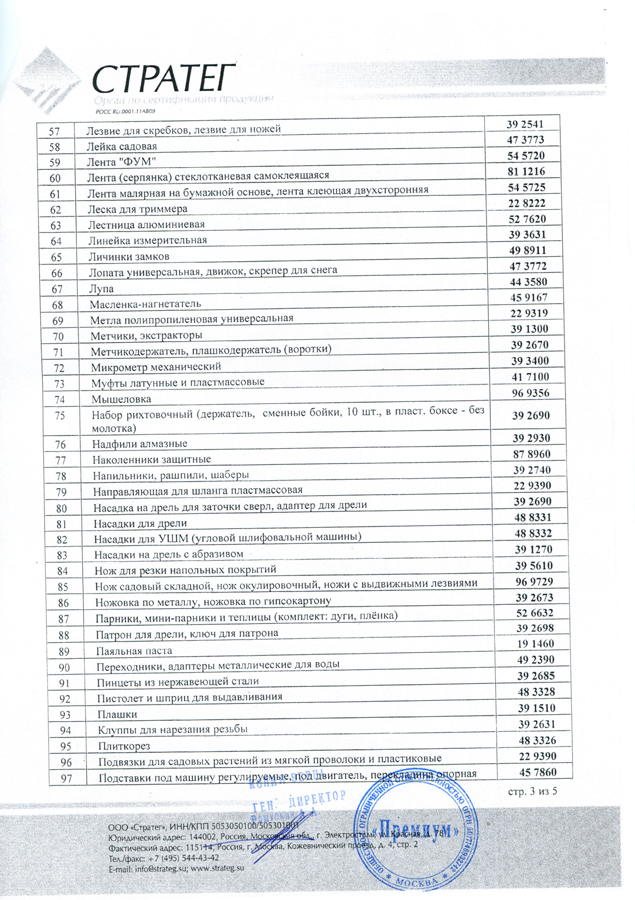 СТРАТЕГ
Орган по сертификации продукции
РОСС RU.0001.11АВ09
57 Лезвие для скребков, лезвие для ножей 39 2541
58 Лейка садовая 47 3773
59 Лента "ФУМ" 54 5720
60 Лента (серпянка) стеклотканевая самоклеящаяся 81 1216
61 Лента малярная на бумажной основе, лента клеющая двухсторонняя 54 5725
62 Леска для триммера 22 8222
63 Лестница алюминиевая 52 7620
64 Линейка измерительная 39 3631
65 Личинки замков 49 8911
66 Лопата универсальная, движок, скрепер для снега 47 3772
67 Лупа 44 3580
68 Масленка-нагнетатель 45 9167
69 Метла полипропиленовая универсальная 22 9319
70 Метчики, экстракторы 39 1300
71 Метчикодержатель, плашкодержатель (воротки) 39 2670
72 Микрометр механический 39 3400
73 Муфты латунные и пластмассовые 41 7100
74 Мышеловка 96 9356
75 Набор рихтовочный (держатель, сменные бойки, 10 шт., в пласт. боксе - без
молотка) 39 2690
76 Надфили алмазные 39 2930
77 Наколенники защитные 87 8960
78 Напильники, рашпили, шаберы 39 2740
79 Направляющая для шланга пластмассовая 22 9390
80 Насадка на дрель для заточки сверл, адаптер для дрели 39 2690
81 Насадки для дрели 48 8331
82 Насадки для УШМ (угловой шлифовальной машины) 48 8332
83 Насадки на дрель с абразивом 39 1270
84 Нож для резки напольных покрытий 39 5610
85 Нож садовый складной, нож окулировочный, ножи с выдвижными лезвиями 96 9729
86 Ножовка по металлу, ножовка по гипсокартону 39 2673
87 Парники, мини-парники и теплицы (комплект: дуги, плёнка) 52 6632
88 Патрон для дрели, ключ для патрона 39 2698
89 Паяльная паста 19 1460
90 Переходники, адаптеры металлические для воды 49 2390
91 Пинцеты из нержавеющей стали 39 2685
92 Пистолет и шприц для выдавливания 48 3328
93 Плашки 39 1510
94 Клуппы для нарезания резьбы 39 2631
95 Плиткорез 48 3326
96 Подвязки для садовых растений из мягкой проволоки и пластиковые 22 9390
97 Подставки под машину регулируемые, под двигатель, перекладина опорная 45 7860
стр. 3 из 5
ГЕН. ДИРЕКТОР
ООО «Стратег», ИНН/КПП 5053050100/505301001
Юридический адрес: 144002, Россия, Московская обл., г. Электросталь,
Фактический адрес: 115114, Россия, г. Москва, Кожевнический проезд, д. 4, стр. 2
Тел./факс: +7 (495) 544-43-42
E-mail: info@strateg.su; www.strateg.su
Премиум»
МОСКВА